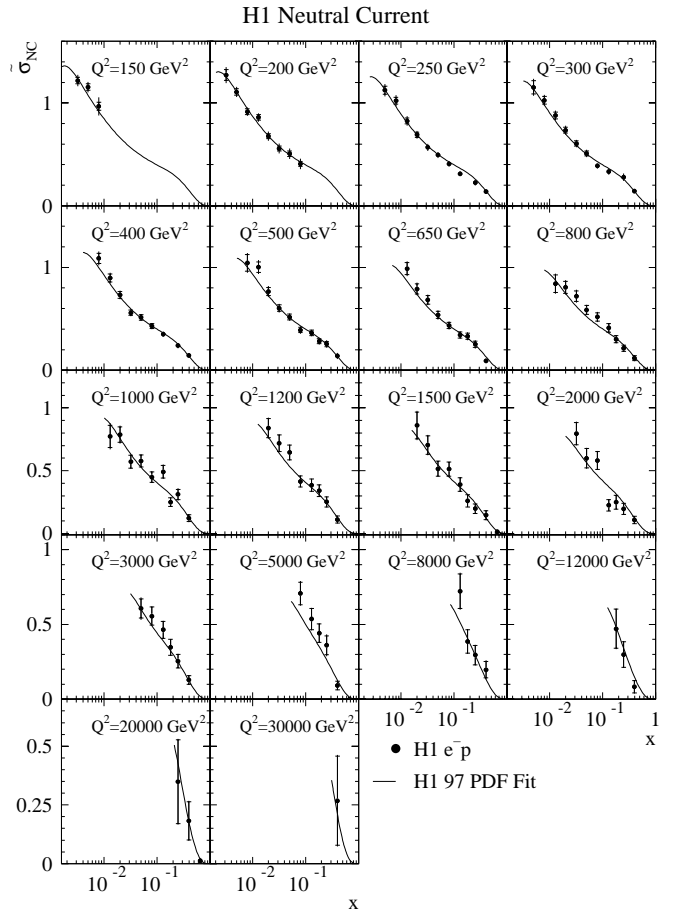 H1 Neutral Current
σ̃NC
Q²=150 GeV² Q²=200 GeV² Q²=250 GeV² Q²=300 GeV²
1
0
Q²=400 GeV² Q²=500 GeV² Q²=650 GeV² Q²=800 GeV²
1
0
Q²=1000 GeV² Q²=1200 GeV² Q²=1500 GeV² Q²=2000 GeV²
1
0.5
0
Q²=3000 GeV² Q²=5000 GeV² Q²=8000 GeV² Q²=12000 GeV²
1
0.5
0
Q²=20000 GeV² Q²=30000 GeV² 10⁻² 10⁻¹ 10⁻² 10⁻¹ 1
x
0.5
H1 e⁻p
H1 97 PDF Fit
0.25
0
10⁻² 10⁻¹ 10⁻² 10⁻¹
x